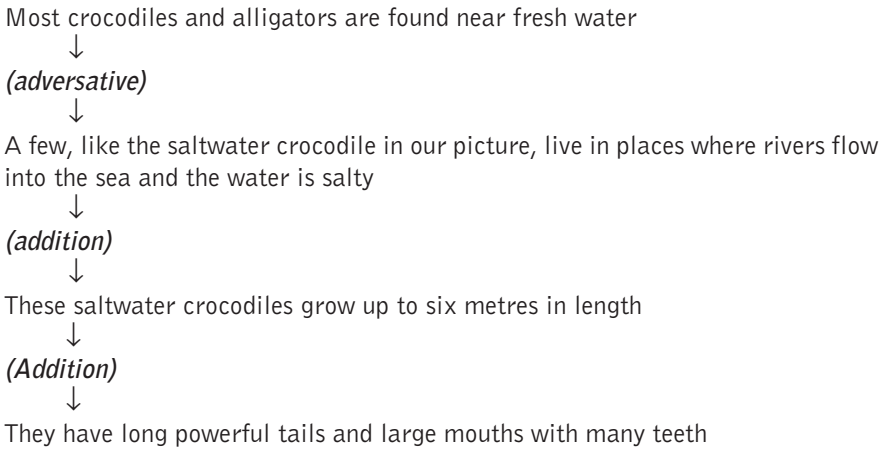 Most crocodiles and alligators are found near fresh water
↓
(adversative)
↓
A few, like the saltwater crocodile in our picture, live in places where rivers flow
into the sea and the water is salty
↓
(addition)
↓
These saltwater crocodiles grow up to six metres in length
↓
(Addition)
↓
They have long powerful tails and large mouths with many teeth